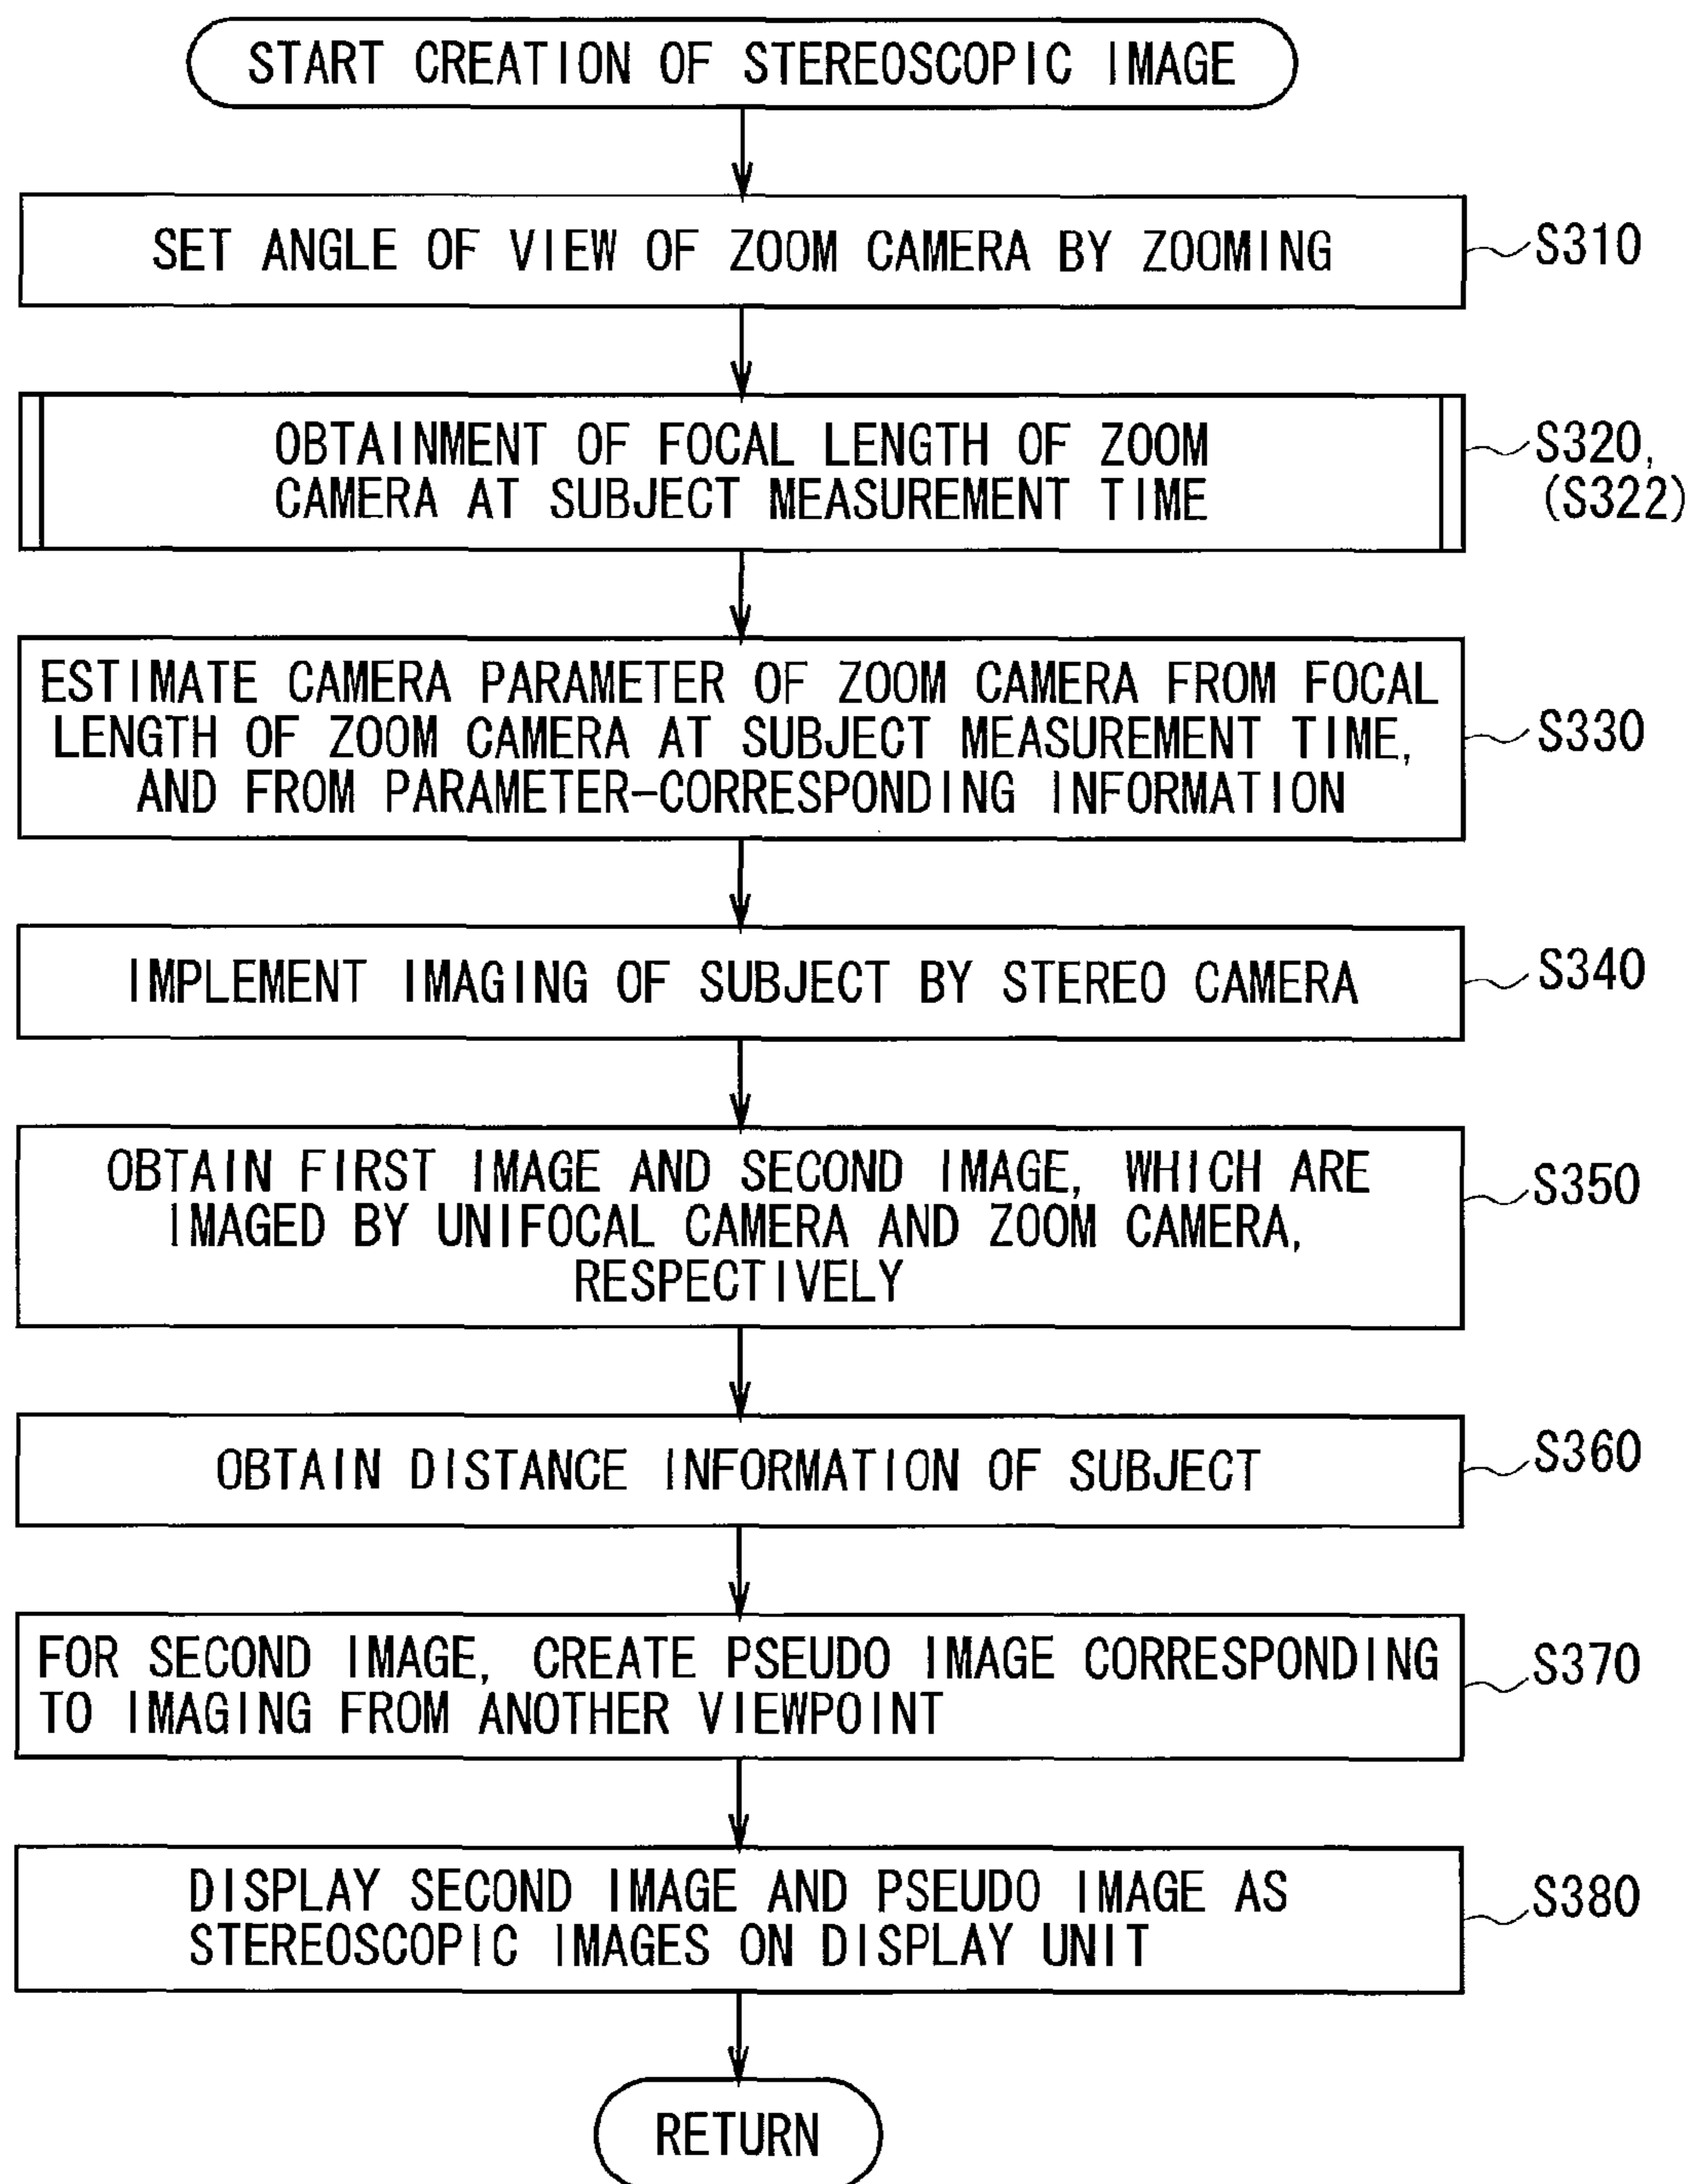 START CREATION OF STEREOSCOPIC IMAGE
SET ANGLE OF VIEW OF ZOOM CAMERA BY ZOOMING
S310
OBTAINMENT OF FOCAL LENGTH OF ZOOM
CAMERA AT SUBJECT MEASUREMENT TIME
S320,
(S322)
ESTIMATE CAMERA PARAMETER OF ZOOM CAMERA FROM FOCAL
LENGTH OF ZOOM CAMERA AT SUBJECT MEASUREMENT TIME,
AND FROM PARAMETER-CORRESPONDING INFORMATION
S330
IMPLEMENT IMAGING OF SUBJECT BY STEREO CAMERA
S340
OBTAIN FIRST IMAGE AND SECOND IMAGE, WHICH ARE
IMAGED BY UNIFOCAL CAMERA AND ZOOM CAMERA,
RESPECTIVELY
S350
OBTAIN DISTANCE INFORMATION OF SUBJECT
S360
FOR SECOND IMAGE, CREATE PSEUDO IMAGE CORRESPONDING
TO IMAGING FROM ANOTHER VIEWPOINT
S370
DISPLAY SECOND IMAGE AND PSEUDO IMAGE AS
STEREOSCOPIC IMAGES ON DISPLAY UNIT
S380
RETURN